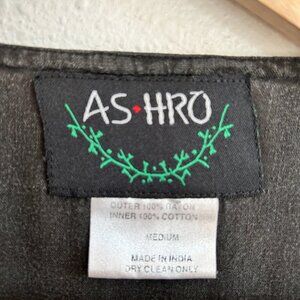 AS·HRO
OUTER 100% RAYON
INNER 100% COTTON
MEDIUM
MADE IN INDIA
DRY CLEAN ONLY